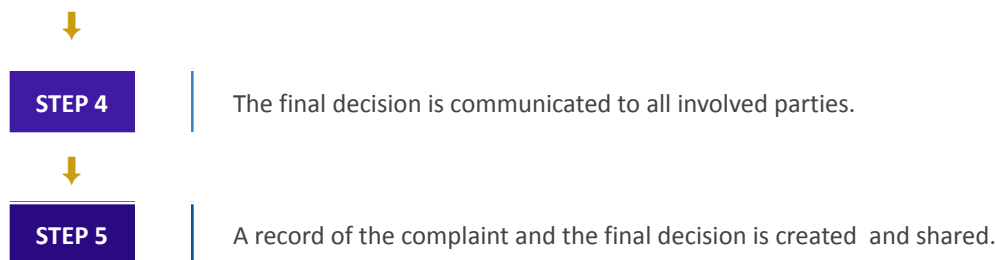 STEP 4
The final decision is communicated to all involved parties.
STEP 5
A record of the complaint and the final decision is created  and shared.